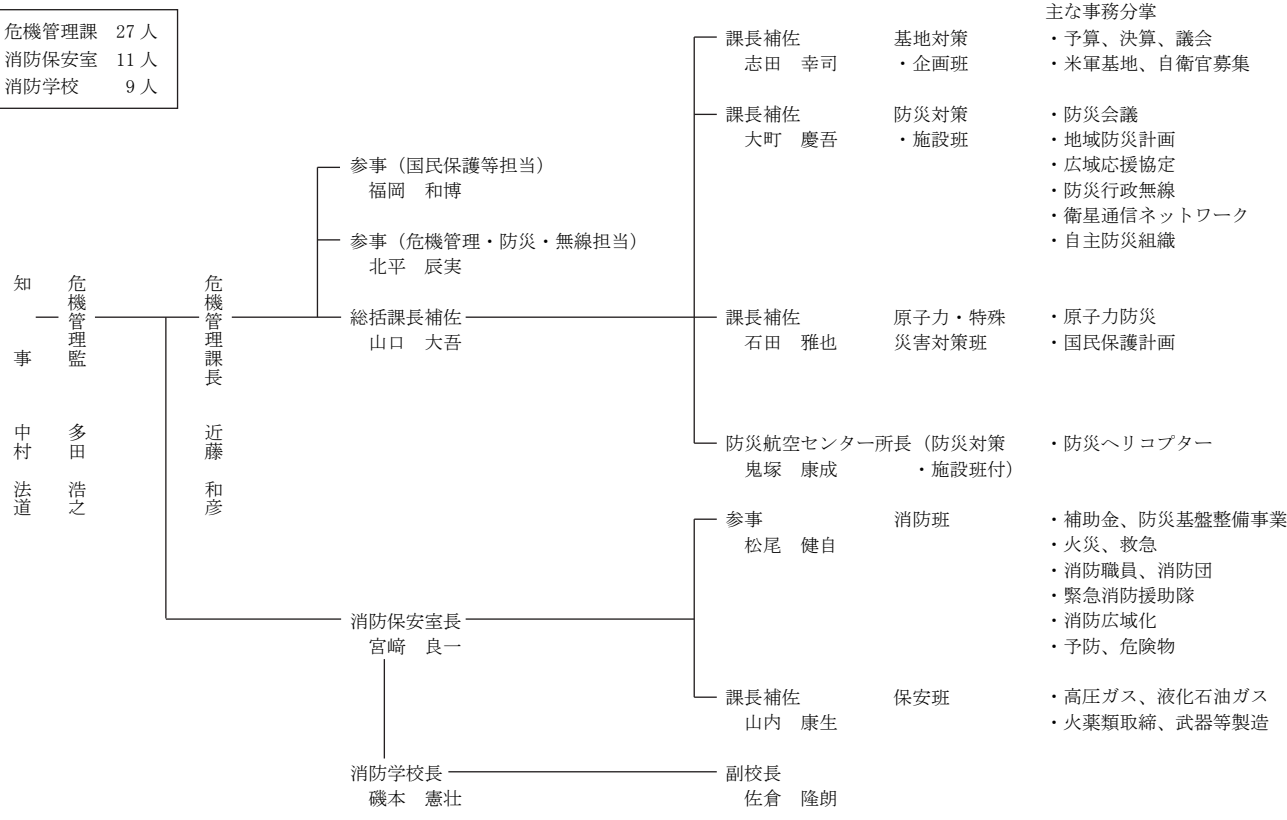 危機管理課 27人
消防保安室 11人
消防学校 9人
主な事務分掌
課長補佐 基地対策 ・予算、決算、議会
志田 幸司 ・企画班 ・米軍基地、自衛官募集
課長補佐 防災対策 ・防災会議
大町 慶吾 ・施設班 ・地域防災計画
・広域応援協定
・防災行政無線
・衛星通信ネットワーク
・自主防災組織
参事（国民保護等担当）
福岡 和博
参事（危機管理・防災・無線担当）
北平 辰実
知事 中村 法道
危機管理監 多田 浩之
危機管理課長 近藤 和彦
総括課長補佐
山口 大吾
課長補佐 原子力・特殊 ・原子力防災
石田 雅也 災害対策班 ・国民保護計画
防災航空センター所長（防災対策 ・防災ヘリコプター
鬼塚 康成 ・施設班付）
参事 消防班 ・補助金、防災基盤整備事業
松尾 健自 ・火災、救急
・消防職員、消防団
・緊急消防援助隊
・消防広域化
・予防、危険物
消防保安室長
宮﨑 良一
課長補佐 保安班 ・高圧ガス、液化石油ガス
山内 康生 ・火薬類取締、武器等製造
消防学校長 副校長
磯本 憲壮 佐倉 隆朗